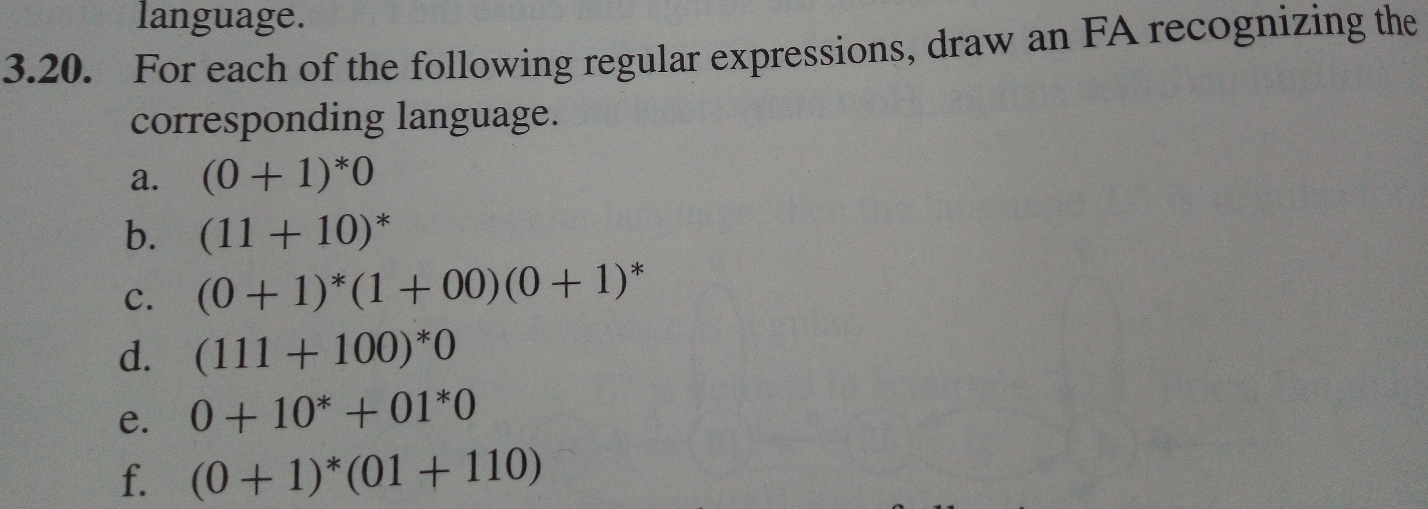 language.
3.20. For each of the following regular expressions, draw an FA recognizing the
corresponding language.
a. (0 + 1)*0
b. (11 + 10)*
c. (0 + 1)*(1 + 00)(0 + 1)*
d. (111 + 100)*0
e. 0 + 10* + 01*0
f. (0 + 1)*(01 + 110)